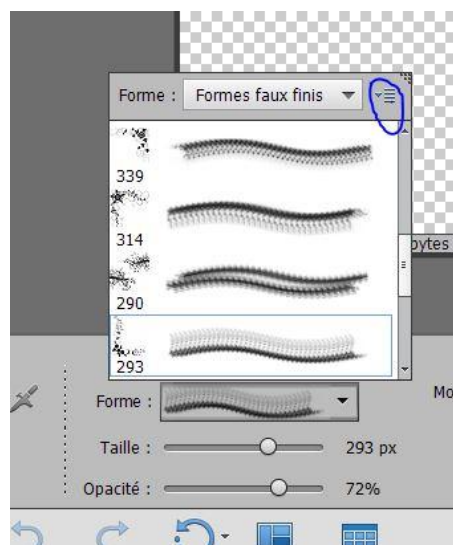 Forme : Formes faux finis
339
314
290
293
bytes
Forme :
Mo
Taille : 293 px
Opacité : 72%